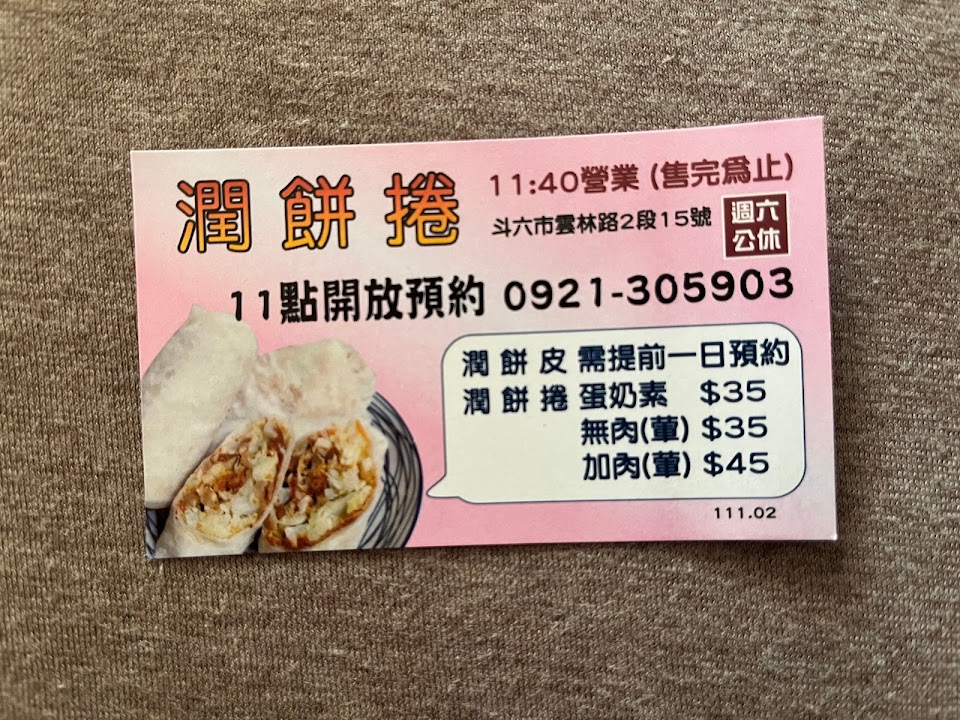 潤餅捲
11:40營業(售完為止)
斗六市雲林路2段15號
週六
公休
11點開放預約 0921-305903
潤餅皮 需提前一日預約
潤餅捲 蛋奶素 $35
無肉(葷) $35
加肉(葷) $45
111.02